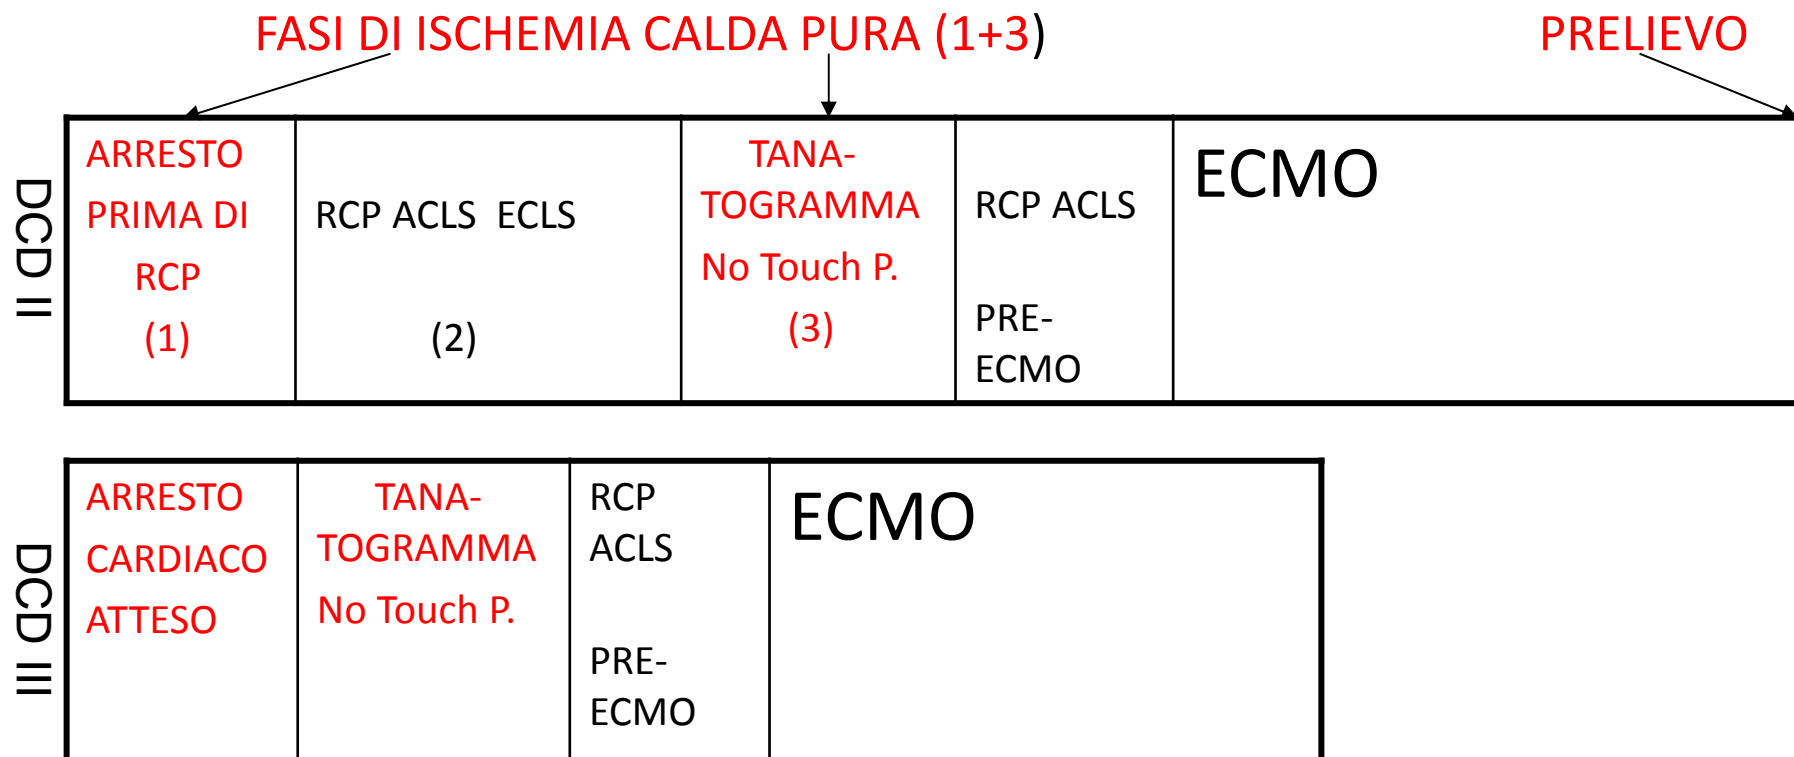 FASI DI ISCHEMIA CALDA PURA (1+3)
PRELIEVO
DCD II
ARRESTO
PRIMA DI
RCP
(1)
RCP ACLS ECLS
(2)
TANA-
TOGRAMMA
No Touch P.
(3)
RCP ACLS
PRE-
ECMO
ECMO
DCD III
ARRESTO
CARDIACO
ATTESO
TANA-
TOGRAMMA
No Touch P.
RCP
ACLS
PRE-
ECMO
ECMO